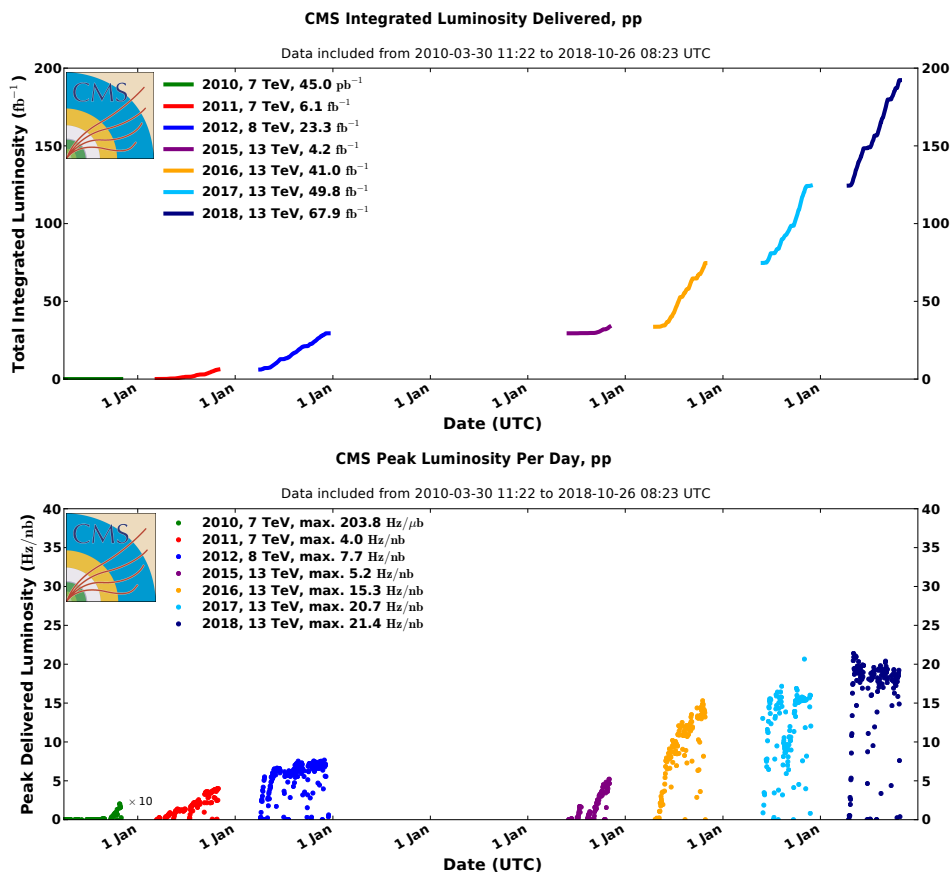 CMS Integrated Luminosity Delivered, pp
Data included from 2010-03-30 11:22 to 2018-10-26 08:23 UTC
CMS
2010, 7 TeV, 45.0 pb⁻¹
2011, 7 TeV, 6.1 fb⁻¹
2012, 8 TeV, 23.3 fb⁻¹
2015, 13 TeV, 4.2 fb⁻¹
2016, 13 TeV, 41.0 fb⁻¹
2017, 13 TeV, 49.8 fb⁻¹
2018, 13 TeV, 67.9 fb⁻¹
Total Integrated Luminosity (fb⁻¹)
200 200
150 150
100 100
50 50
0 0
1 Jan 1 Jan 1 Jan 1 Jan 1 Jan 1 Jan 1 Jan 1 Jan
Date (UTC)
CMS Peak Luminosity Per Day, pp
Data included from 2010-03-30 11:22 to 2018-10-26 08:23 UTC
CMS
2010, 7 TeV, max. 203.8 Hz/μb
2011, 7 TeV, max. 4.0 Hz/nb
2012, 8 TeV, max. 7.7 Hz/nb
2015, 13 TeV, max. 5.2 Hz/nb
2016, 13 TeV, max. 15.3 Hz/nb
2017, 13 TeV, max. 20.7 Hz/nb
2018, 13 TeV, max. 21.4 Hz/nb
Peak Delivered Luminosity (Hz/nb)
40 40
35 35
30 30
25 25
20 20
15 15
10 10
5 5
× 10
0 0
1 Jan 1 Jan 1 Jan 1 Jan 1 Jan 1 Jan 1 Jan 1 Jan
Date (UTC)